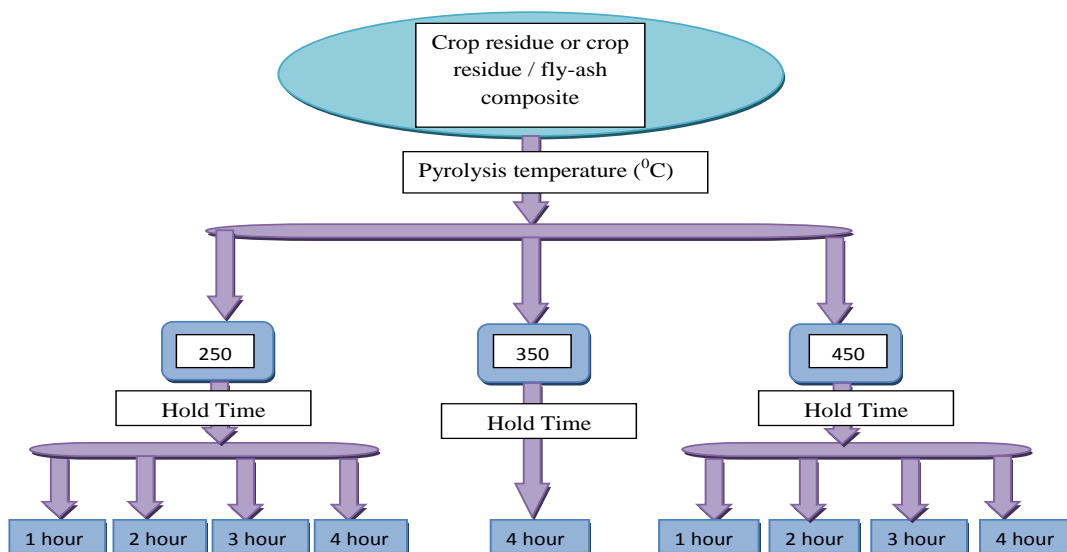 Crop residue or crop
residue / fly-ash
composite
Pyrolysis temperature (⁰C)
250
350
450
Hold Time
Hold Time
Hold Time
1 hour
2 hour
3 hour
4 hour
4 hour
1 hour
2 hour
3 hour
4 hour